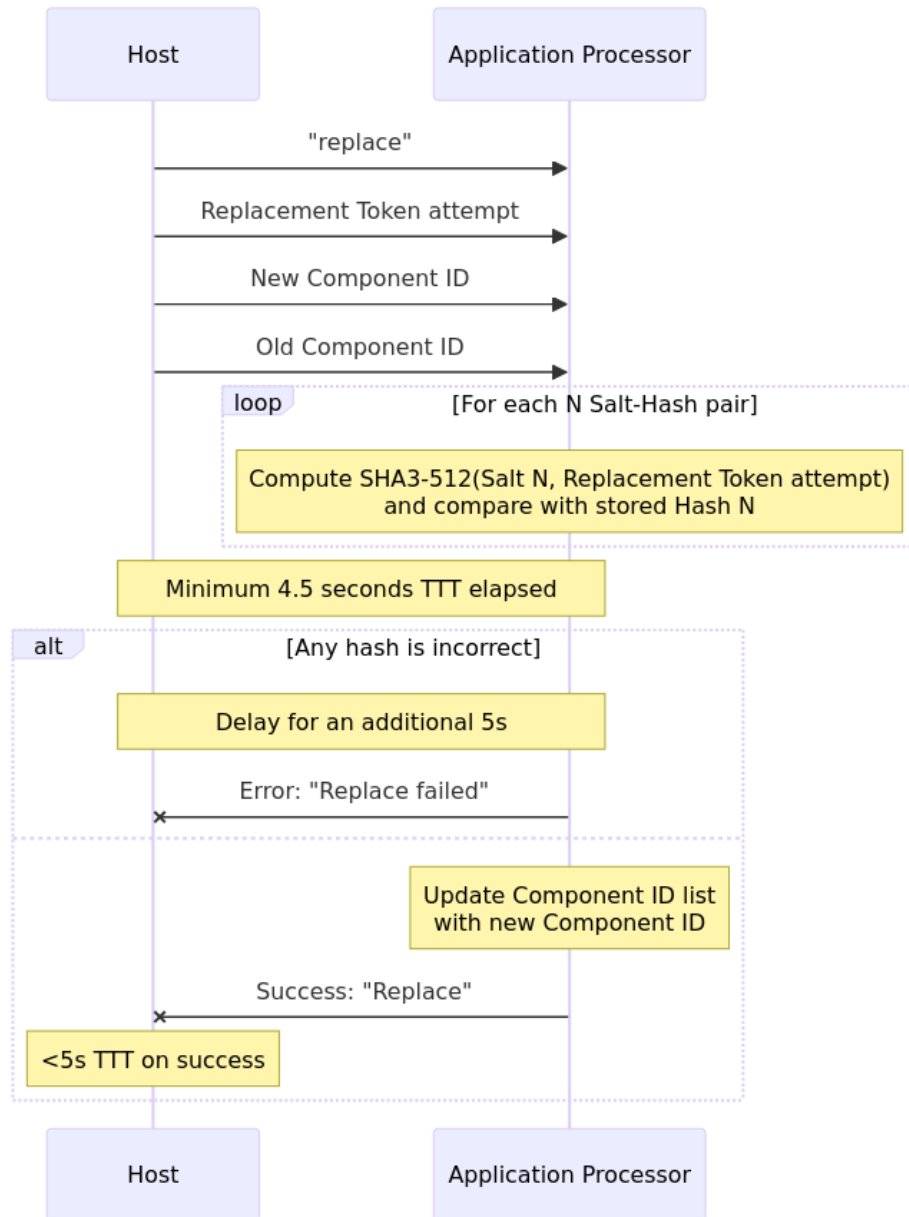 Host
Application Processor
"replace"
Replacement Token attempt
New Component ID
Old Component ID
loop
[For each N Salt-Hash pair]
Compute SHA3-512(Salt N, Replacement Token attempt)
and compare with stored Hash N
Minimum 4.5 seconds TTT elapsed
alt
[Any hash is incorrect]
Delay for an additional 5s
Error: "Replace failed"
Update Component ID list
with new Component ID
Success: "Replace"
<5s TTT on success
Host
Application Processor